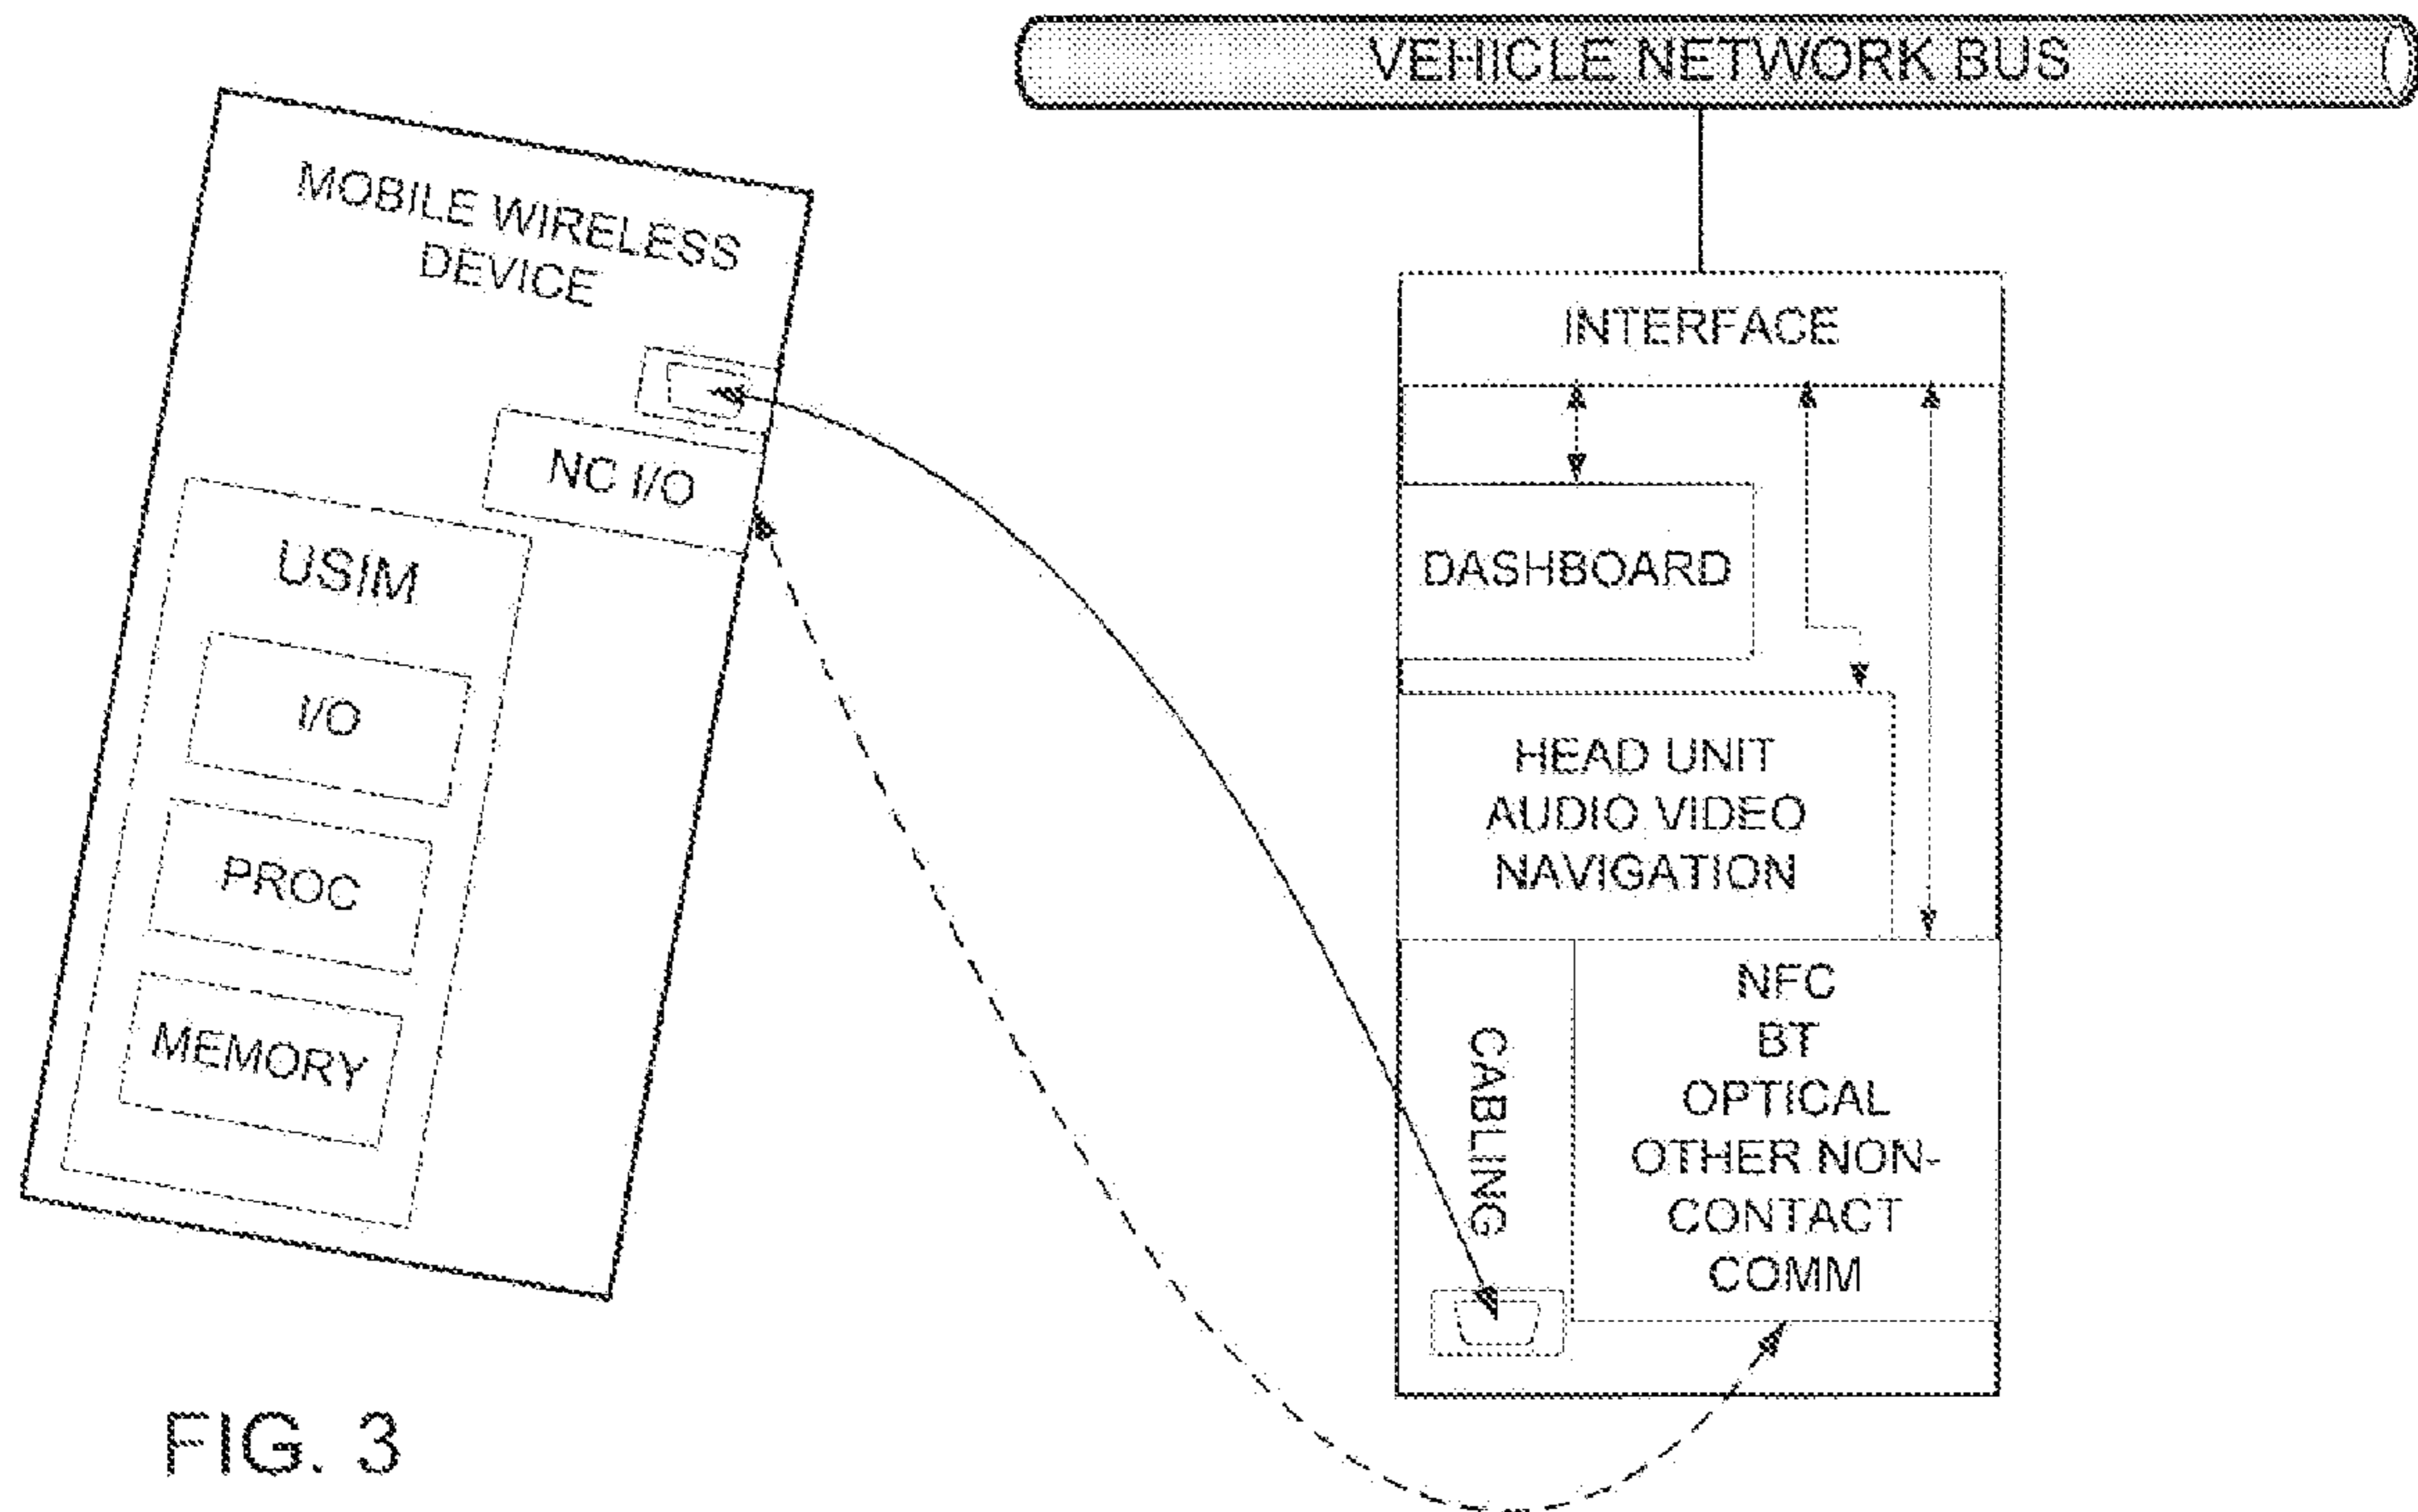 VEHICLE NETWORK BUS
MOBILE WIRELESS
DEVICE
NC I/O
USIM
I/O
PROC
MEMORY
INTERFACE
DASHBOARD
HEAD UNIT
AUDIO VIDEO
NAVIGATION
CABLING
NFC
BT
OPTICAL
OTHER NON-
CONTACT
COMM
FIG. 3